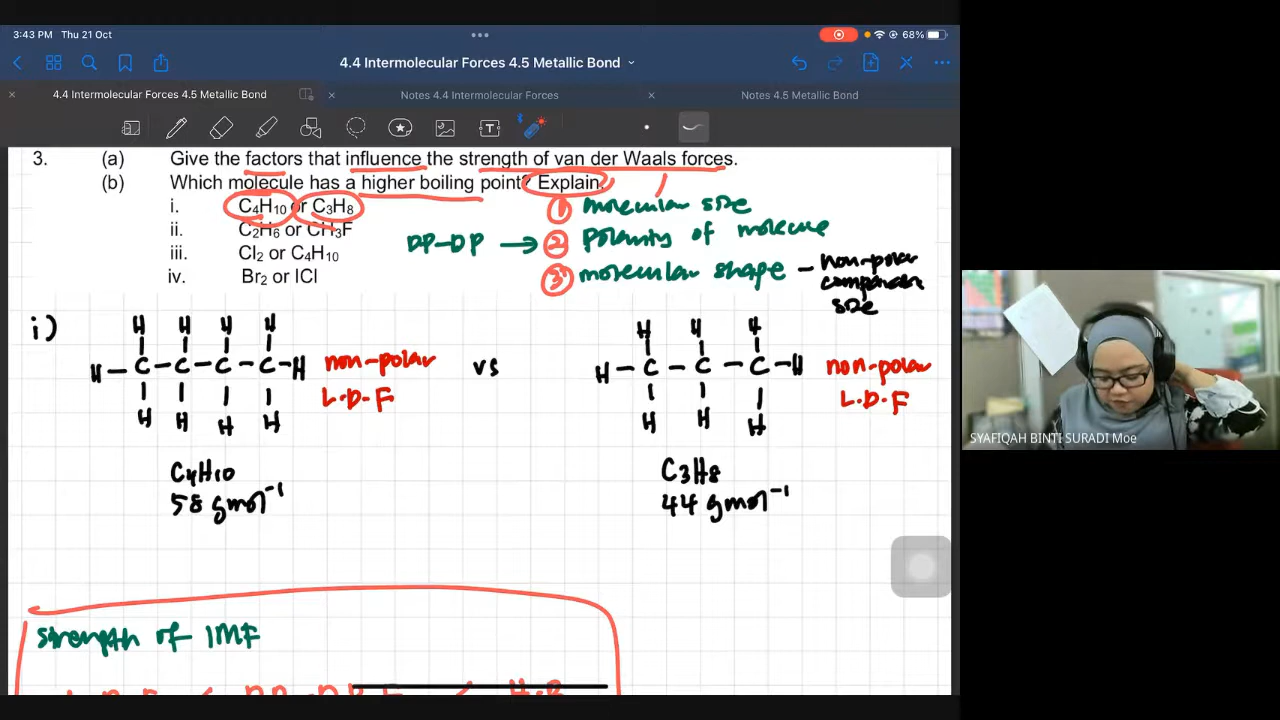 3:43 PM Thu 21 Oct
68%
4.4 Intermolecular Forces 4.5 Metallic Bond
4.4 Intermolecular Forces 4.5 Metallic Bond
Notes 4.4 Intermolecular Forces
Notes 4.5 Metallic Bond
3. (a) Give the factors that influence the strength of van der Waals forces.
(b) Which molecule has a higher boiling point? Explain.
i. C4H10 or C3H8
ii. C2H6 or CH3F
iii. Cl2 or C4H10
iv. Br2 or ICl
① molecular size
DP-DP → ② Polarity of molecule
③ molecular shape – non-polar
comparable
size
i)
H H H H
H – C – C – C – C – H
H H H H
non-polar
L.D.F
C4H10
58 gmol-1
vs
H H H
H – C – C – C – H
H H H
non-polar
L.D.F
C3H8
44 gmol-1
SYAFIQAH BINTI SURADI Moe
strength of IMF